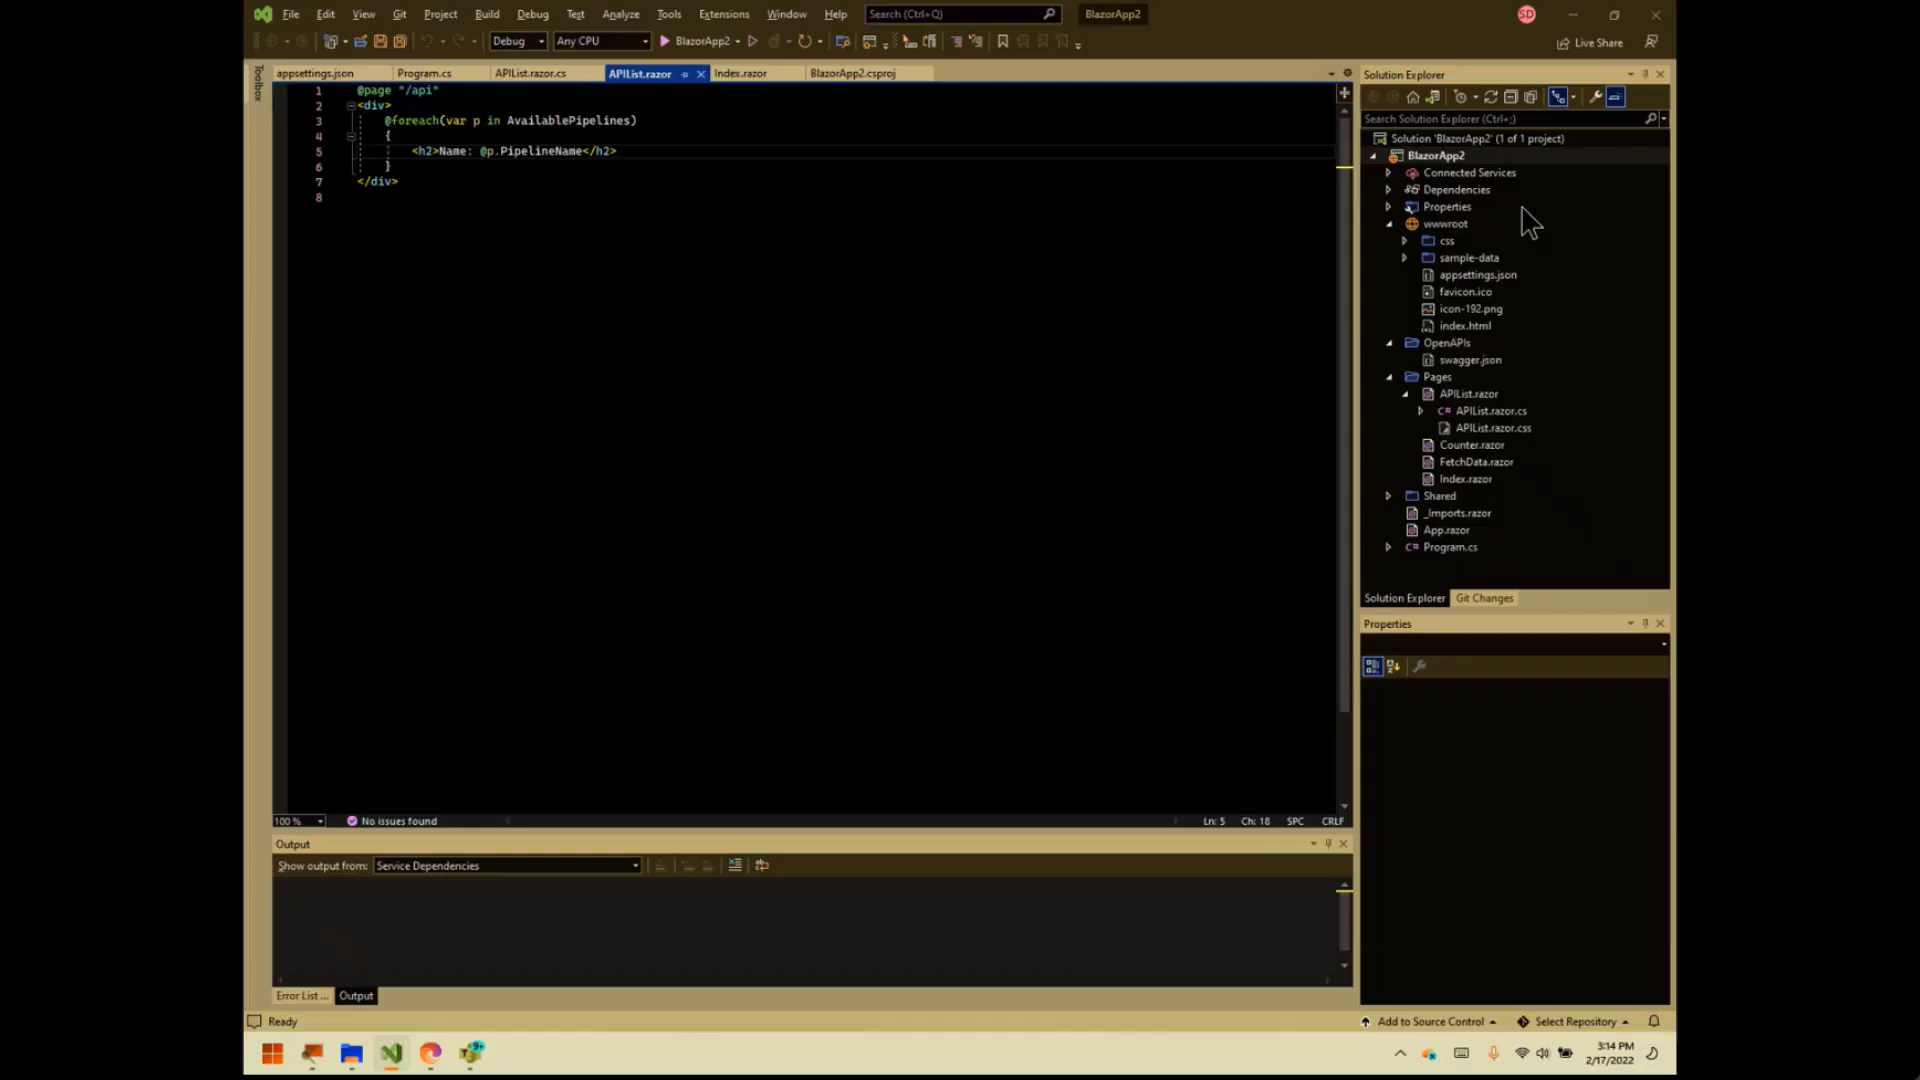 File Edit View Git Project Build Debug Test Analyze Tools Extensions Window Help Search (Ctrl+Q) BlazorApp2 SD
Debug Any CPU BlazorApp2 Live Share
Toolbox
appsettings.json Program.cs APIList.razor.cs APIList.razor Index.razor BlazorApp2.csproj
1 @page "/api"
2 <div>
3 @foreach(var p in AvailablePipelines)
4 {
5 <h2>Name: @p.PipelineName</h2>
6 }
7 </div>
8
100 % No issues found Ln: 5 Ch: 18 SPC CRLF
Output
Show output from: Service Dependencies
Error List ... Output
Solution Explorer
Search Solution Explorer (Ctrl+;)
Solution 'BlazorApp2' (1 of 1 project)
BlazorApp2
Connected Services
Dependencies
Properties
wwwroot
css
sample-data
appsettings.json
favicon.ico
icon-192.png
index.html
OpenAPIs
swagger.json
Pages
APIList.razor
C# APIList.razor.cs
APIList.razor.css
Counter.razor
FetchData.razor
Index.razor
Shared
_Imports.razor
App.razor
C# Program.cs
Solution Explorer Git Changes
Properties
Ready Add to Source Control Select Repository
9+ 3:14 PM
2/17/2022